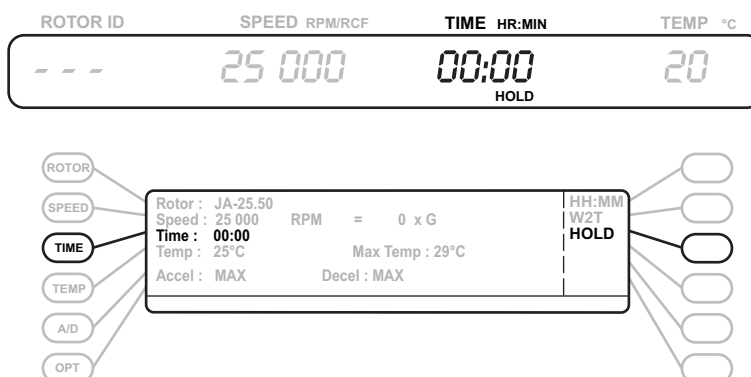 ROTOR ID SPEED RPM/RCF TIME HR:MIN TEMP °C
- - - 25 000 00:00 20
HOLD
ROTOR
SPEED
TIME
TEMP
A/D
OPT
Rotor : JA-25.50
Speed : 25 000 RPM = 0 x G
Time : 00:00
Temp : 25°C Max Temp : 29°C
Accel : MAX Decel : MAX
HH:MM
W2T
HOLD